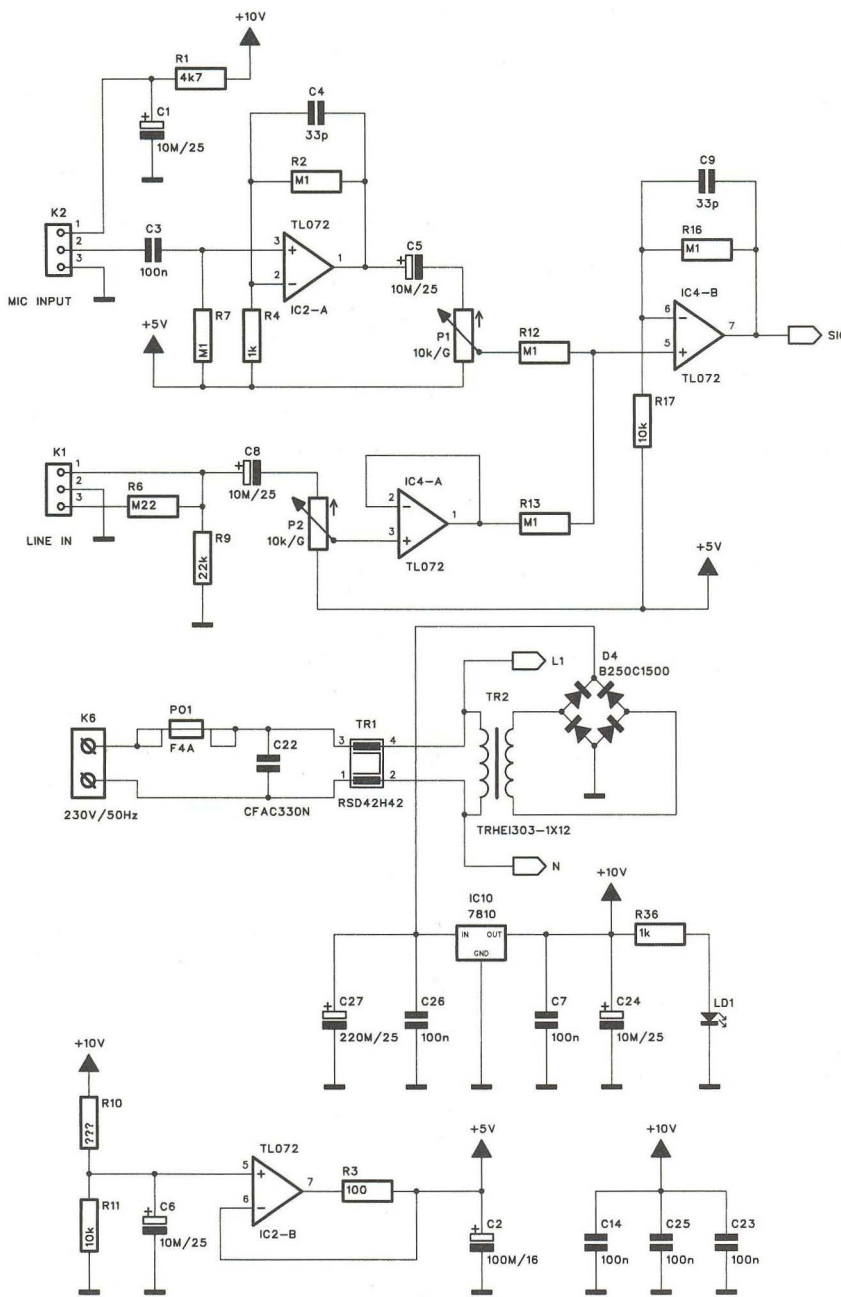 +10V
R1
4k7
C1
+
10M/25
C4
33p
R2
M1
C9
33p
R16
M1
K2
1
2
3
MIC INPUT
C3
100n
TL072
3
+
2
-
1
IC2-A
C5
+
10M/25
R7
M1
R4
1k
+5V
P1
10k/G
R12
M1
IC4-B
6
-
5
+
7
TL072
SI
R17
10k
K1
1
2
3
LINE IN
R6
M22
R9
22k
C8
+
10M/25
P2
10k/G
IC4-A
2
-
3
+
1
TL072
R13
M1
+5V
K6
230V/50Hz
PO1
F4A
C22
CFAC330N
TR1
3
4
1
2
RSD42H42
L1
TR2
TRHEI303-1X12
N
D4
B250C1500
IC10
7810
IN
OUT
GND
+10V
R36
1k
LD1
C27
+
220M/25
C26
100n
C7
100n
C24
+
10M/25
+10V
R10
???
R11
10k
C6
+
10M/25
TL072
5
+
6
-
7
IC2-B
R3
100
+5V
C2
+
100M/16
+10V
C14
100n
C25
100n
C23
100n